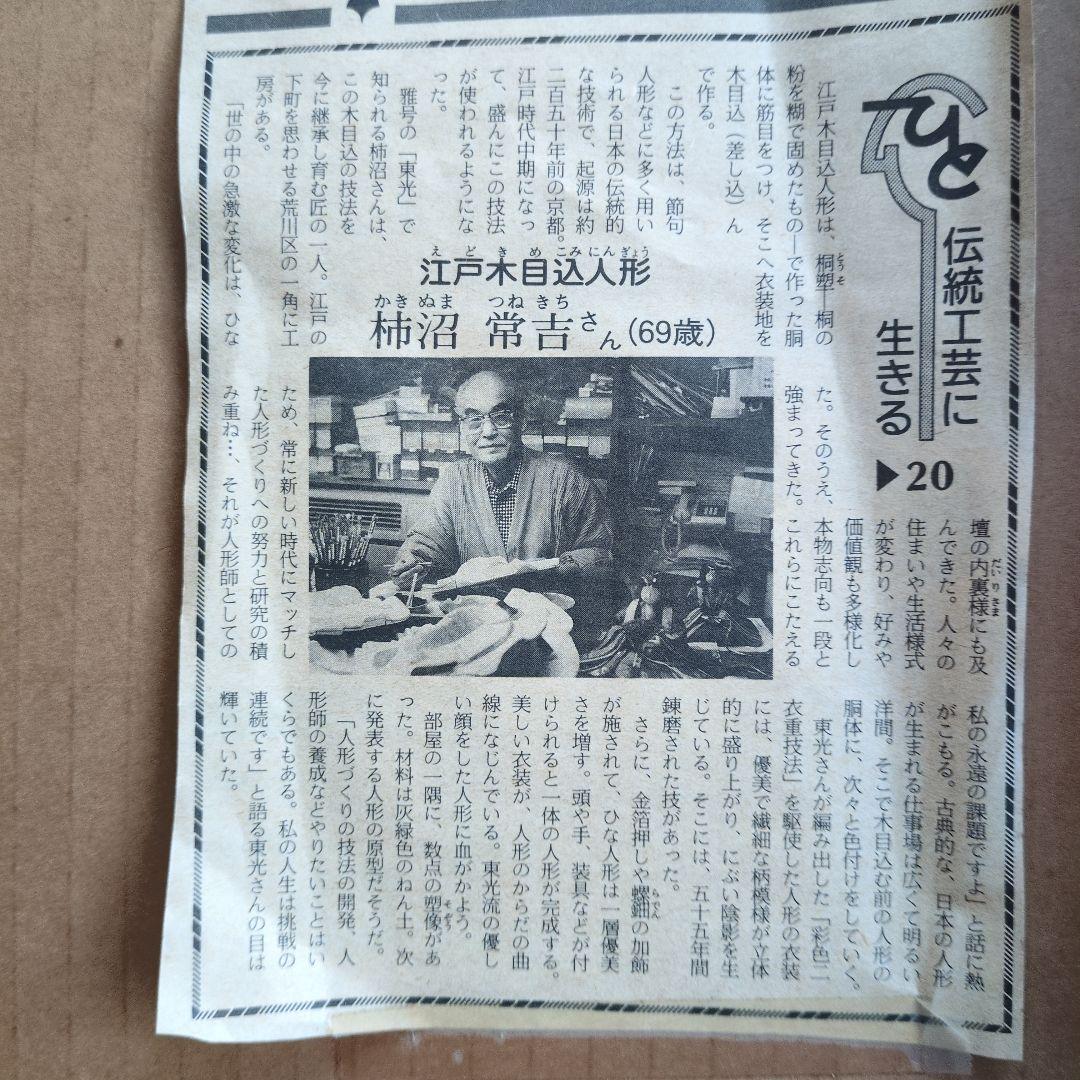 ひと
伝統工芸に
生きる
▶20
江戸木目込人形は、桐塑―桐の
粉を糊で固めたもの―で作った胴
体に筋目をつけ、そこへ衣装地を
木目込（差し込）ん
で作る。
この方法は、節句
人形などに多く用い
られる日本の伝統的
な技術で、起源は約
二百五十年前の京都。
江戸時代中期になっ
て、盛んにこの技法
が使われるようにな
った。
雅号の「東光」で
知られる柿沼さんは、
この木目込の技法を
今に継承し育む匠の一人。江戸の
下町を思わせる荒川区の一角に工
房がある。
「世の中の急激な変化は、ひな
えどきめこみにんぎょう
江戸木目込人形
かきぬま つねきち
柿沼 常吉さん(69歳)
壇の内裏様にも及
んできた。人々の
住まいや生活様式
が変わり、好みや
価値観も多様化し
た。そのうえ、
本物志向も一段と
強まってきた。
これらにこたえる
ため、常に新しい時代にマッチし
た人形づくりへの努力と研究の積
み重ね…、それが人形師としての
私の永遠の課題ですよ」と話に熱
がこもる。古典的な、日本の人形
が生まれる仕事場は広くて明るい
洋間。そこで木目込む前の人形の
胴体に、次々と色付けをしていく。
東光さんが編み出した「彩色二
衣重技法」を駆使した人形の衣装
には、優美で繊細な柄模様が立体
的に盛り上がり、にぶい陰影を生
じている。そこには、五十五年間
錬磨された技があった。
さらに、金箔押しや螺鈿の加飾
が施されて、ひな人形は一層優美
さを増す。頭や手、装具などが付
けられると一体の人形が完成する。
美しい衣装が、人形のからだの曲
線になじんでいる。東光流の優し
い顔をした人形に血がかよう。
部屋の一隅に、数点の塑像があ
った。材料は灰緑色のねん土。次
に発表する人形の原型だそうだ。
「人形づくりの技法の開発、人
形師の養成などやりたいことはい
くらでもある。私の人生は挑戦の
連続です」と語る東光さんの目は
輝いていた。